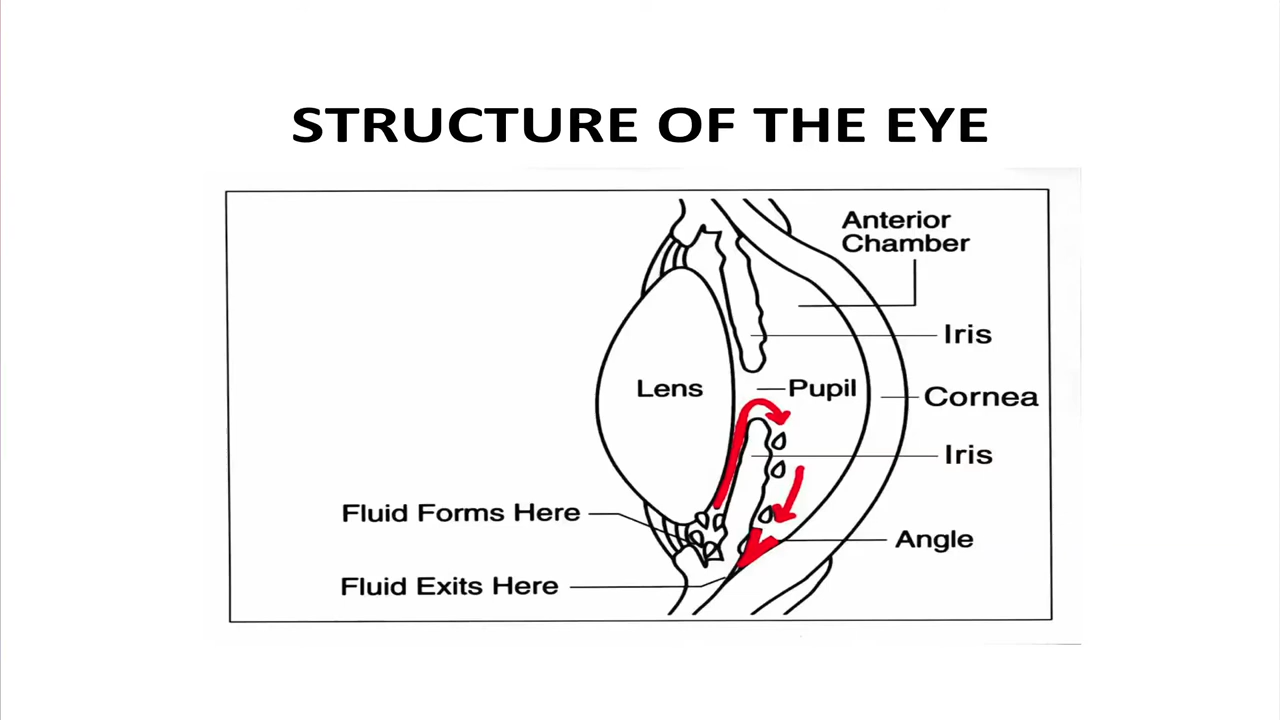 STRUCTURE OF THE EYE
Anterior
Chamber
Iris
Lens
Pupil
Cornea
Iris
Fluid Forms Here
Angle
Fluid Exits Here